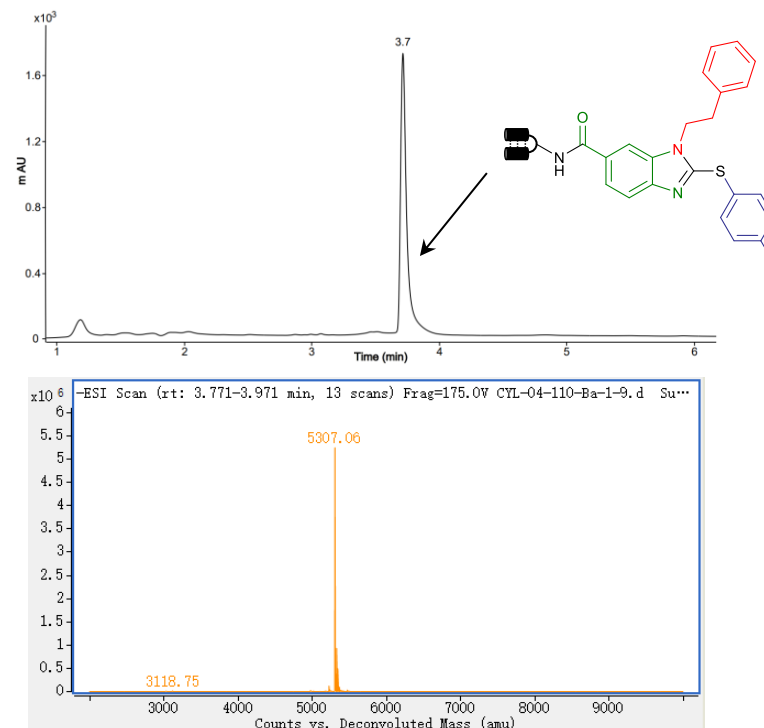 x10³
3.7
1.6
1.2
m AU
0.8
0.4
0
1 2 3 4 5 6
Time (min)
O
N
H
N
N
S
x10 6
-ESI Scan (rt: 3.771-3.971 min, 13 scans) Frag=175.0V CYL-04-110-Ba-1-9.d Su…
6
5.5
5307.06
5
4.5
4
3.5
3
2.5
2
1.5
1
0.5
3118.75
0
3000 4000 5000 6000 7000 8000 9000
Counts vs. Deconvoluted Mass (amu)